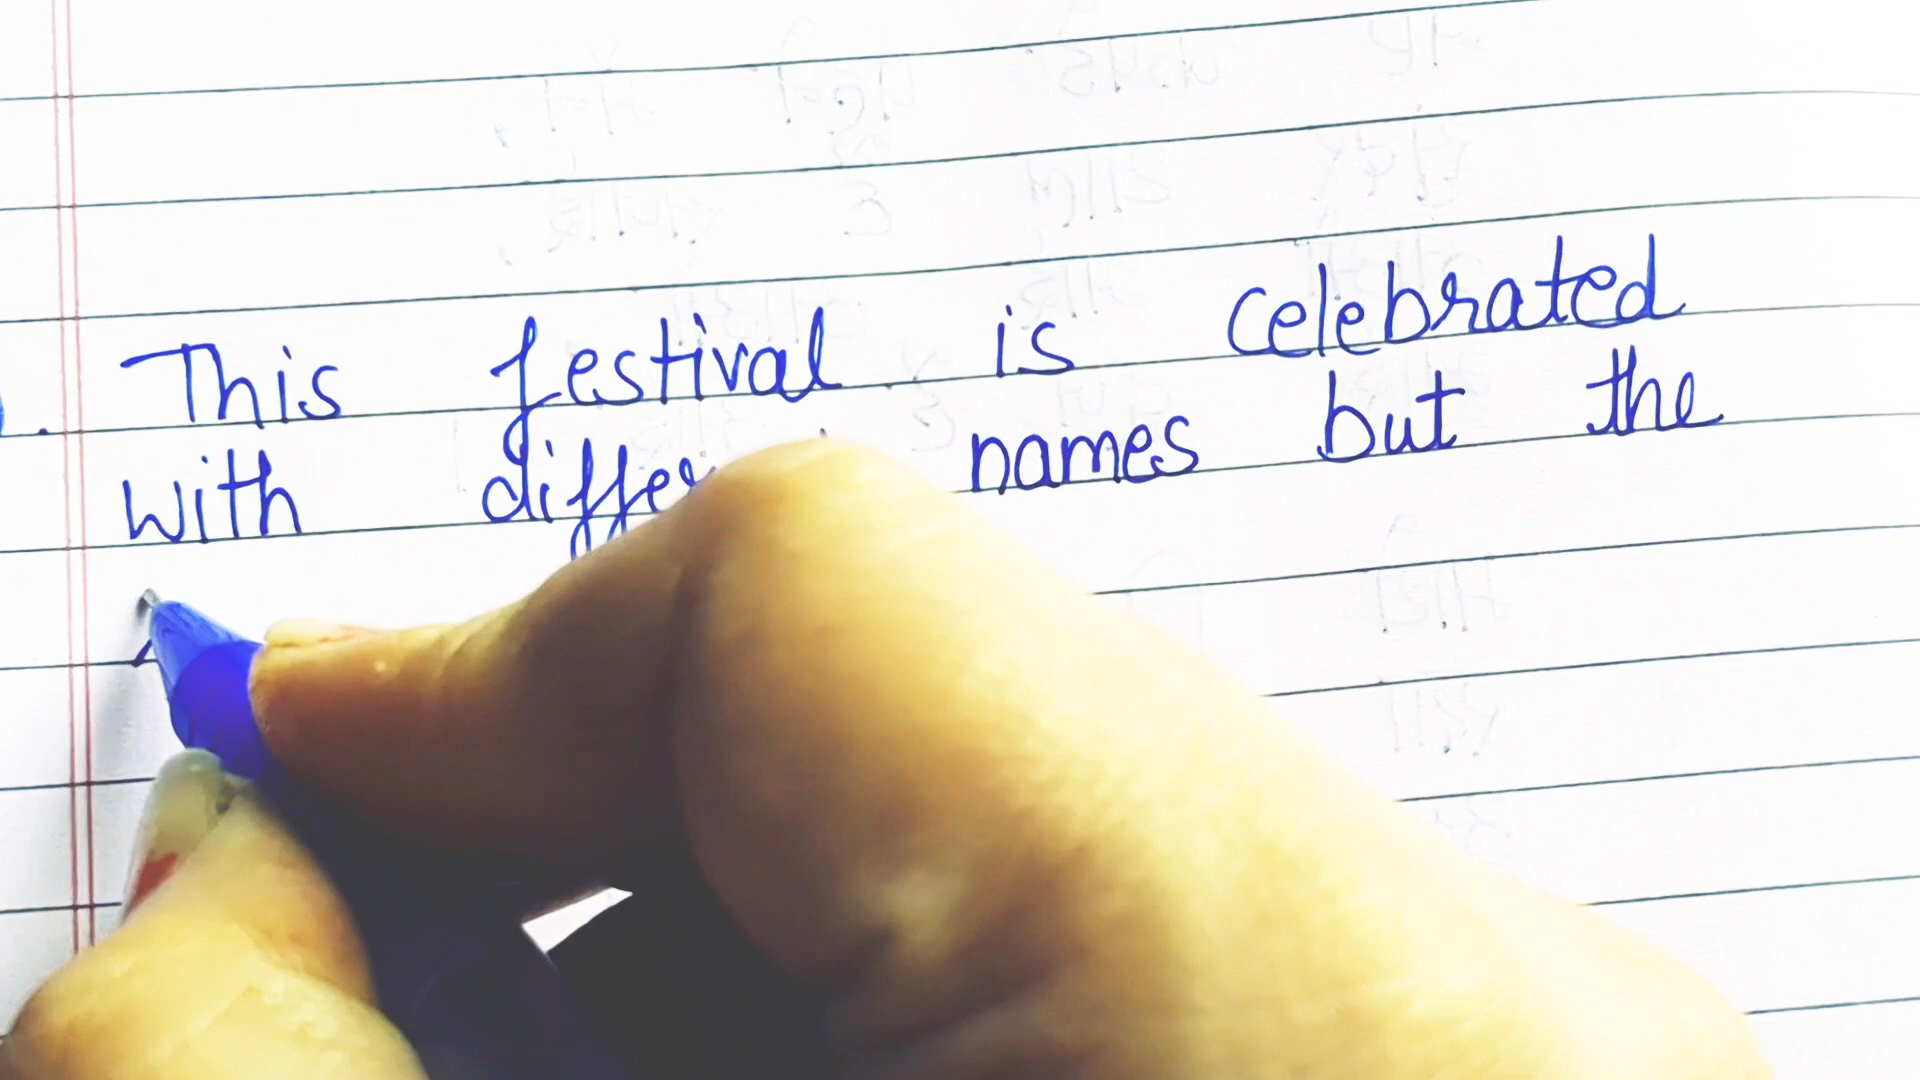 . This festival is celebrated
with names but the